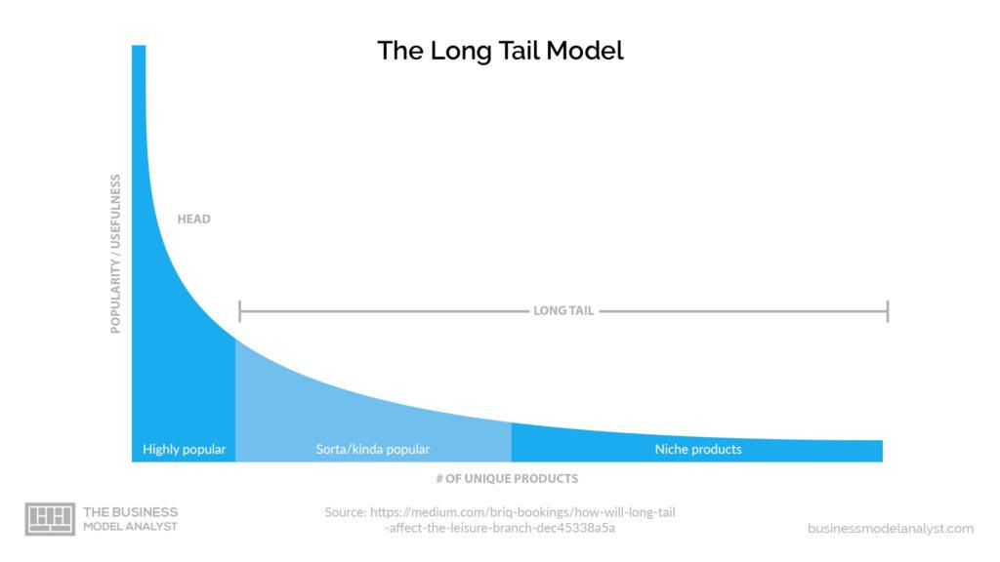 The Long Tail Model
POPULARITY / USEFULNESS
HEAD
LONG TAIL
Highly popular
Sorta/kinda popular
Niche products
# OF UNIQUE PRODUCTS
THE BUSINESS
MODEL ANALYST
Source: https://medium.com/briq-bookings/how-will-long-tail
-affect-the-leisure-branch-dec45338a5a
businessmodelanalyst.com